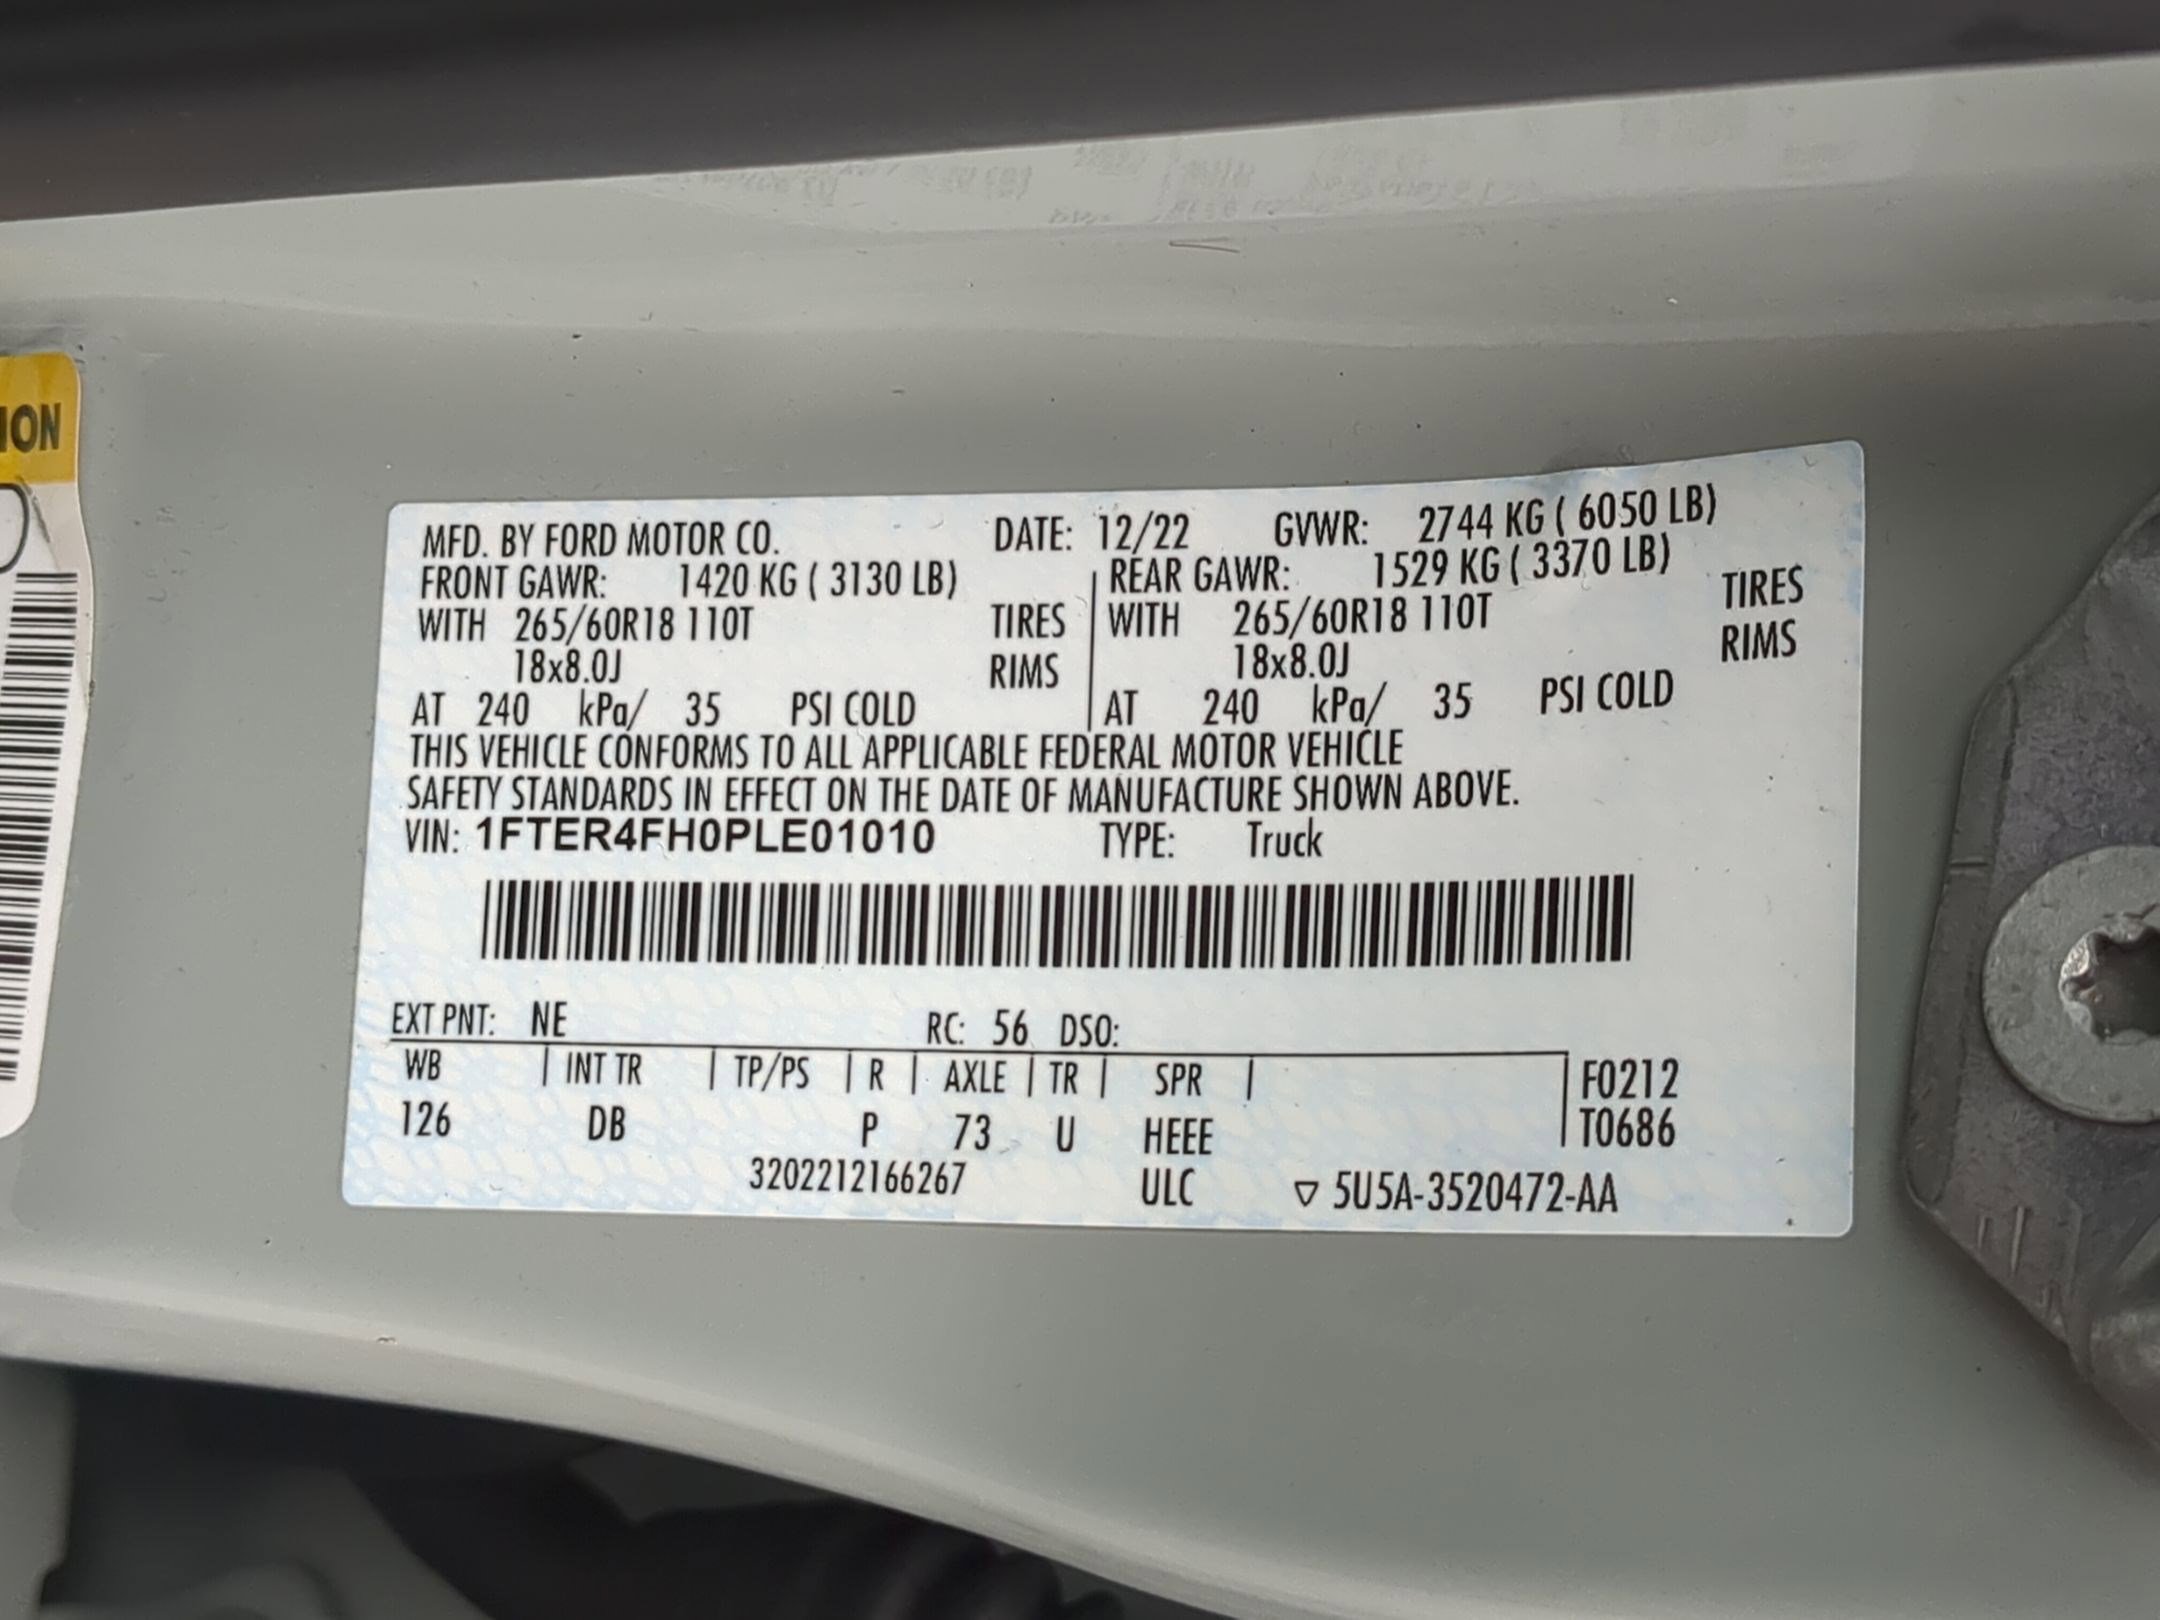 ION
MFD. BY FORD MOTOR CO. DATE: 12/22 GVWR: 2744 KG ( 6050 LB)
FRONT GAWR: 1420 KG ( 3130 LB) REAR GAWR: 1529 KG ( 3370 LB)
WITH 265/60R18 110T TIRES WITH 265/60R18 110T TIRES
18x8.0J RIMS 18x8.0J RIMS
AT 240 kPa/ 35 PSI COLD AT 240 kPa/ 35 PSI COLD
THIS VEHICLE CONFORMS TO ALL APPLICABLE FEDERAL MOTOR VEHICLE
SAFETY STANDARDS IN EFFECT ON THE DATE OF MANUFACTURE SHOWN ABOVE.
VIN: 1FTER4FH0PLE01010 TYPE: Truck
EXT PNT: NE RC: 56 DSO:
WB | INT TR | TP/PS | R | AXLE | TR | SPR | F0212
126 DB P 73 U HEEE T0686
3202212166267 ULC ▽ 5U5A-3520472-AA